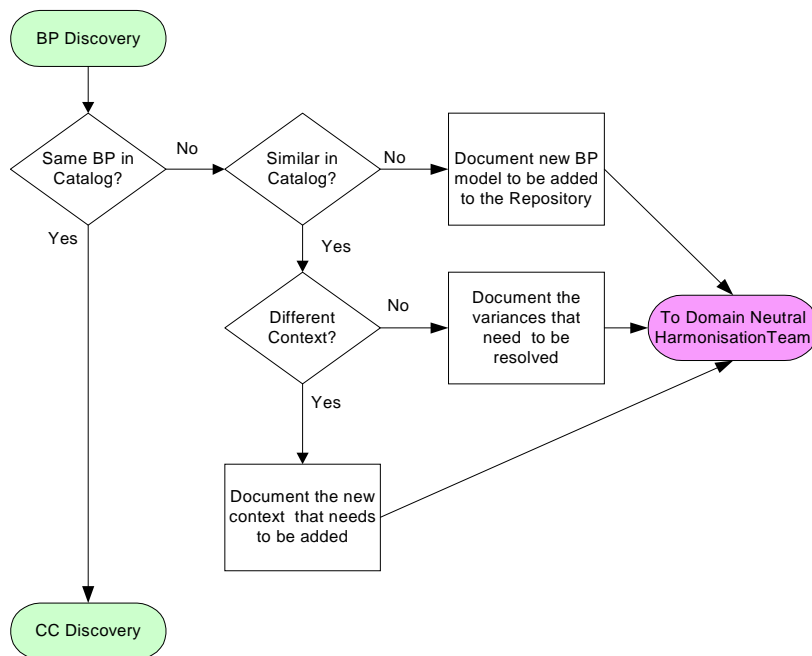 BP Discovery
Same BP in
Catalog?
No
Similar in
Catalog?
No
Document new BP
model to be added
to the Repository
Yes
Yes
Different
Context?
No
Document the
variances that
need to be
resolved
To Domain Neutral
HarmonisationTeam
Yes
Document the new
context that needs
to be added
CC Discovery